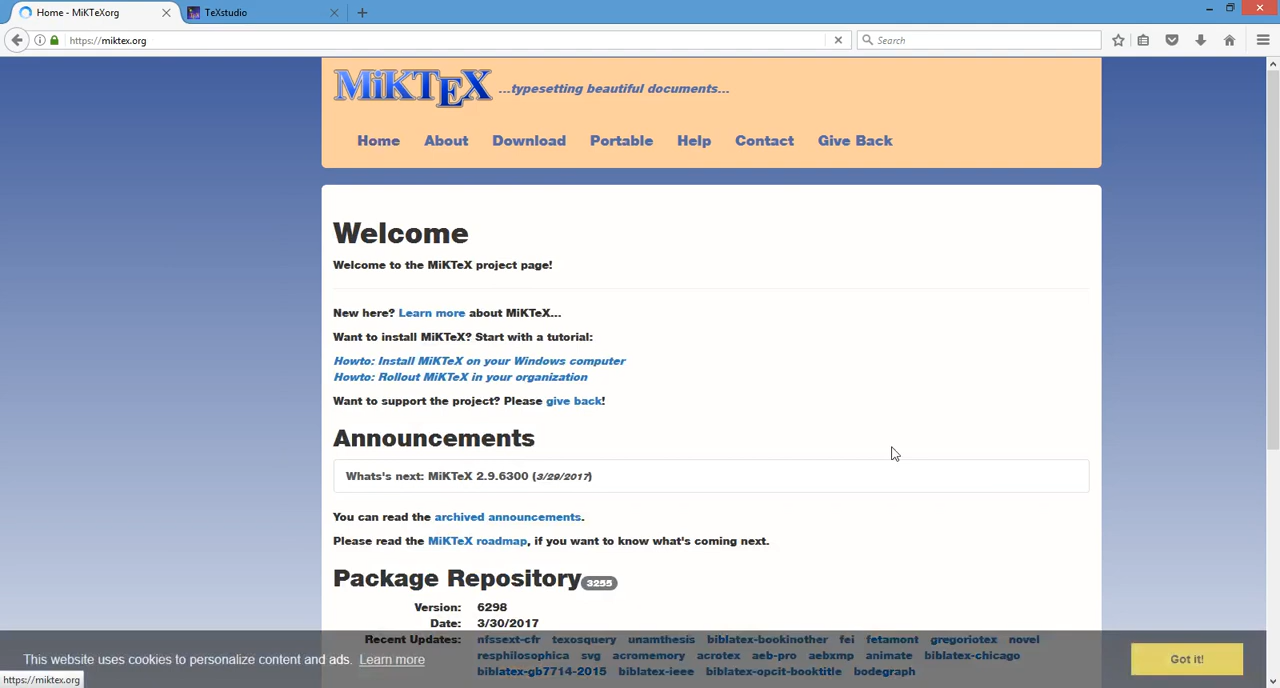 Home - MiKTeXorg
TeXstudio
https://miktex.org
Search
MiKTEX ...typesetting beautiful documents...
Home About Download Portable Help Contact Give Back
Welcome
Welcome to the MiKTeX project page!
New here? Learn more about MiKTeX...
Want to install MiKTeX? Start with a tutorial:
Howto: Install MiKTeX on your Windows computer
Howto: Rollout MiKTeX in your organization
Want to support the project? Please give back!
Announcements
Whats's next: MiKTeX 2.9.6300 (3/29/2017)
You can read the archived announcements.
Please read the MiKTeX roadmap, if you want to know what's coming next.
Package Repository 3255
Version: 6298
Date: 3/30/2017
Recent Updates: nfssext-cfr texosquery unamthesis biblatex-bookinother fei fetamont gregoriotex novel
resphilosophica svg acromemory acrotex aeb-pro aebxmp animate biblatex-chicago
biblatex-gb7714-2015 biblatex-ieee biblatex-opcit-booktitle bodegraph
This website uses cookies to personalize content and ads. Learn more
Got it!
https://miktex.org